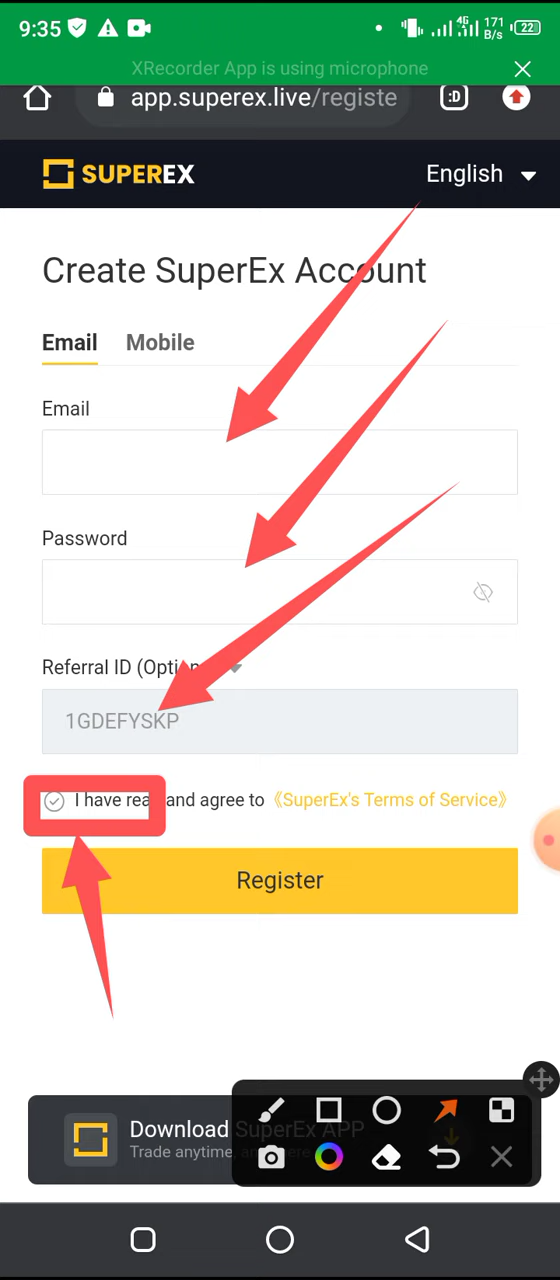 9:35
4G
171
B/s
22
XRecorder App is using microphone
app.superex.live/registe
:D
SUPEREX
English
Create SuperEx Account
Email Mobile
Email
Password
Referral ID
1GDEFYSKP
I have and agree to 《SuperEx's Terms of Service》
Register
Download SuperEx APP
Trade anytime,